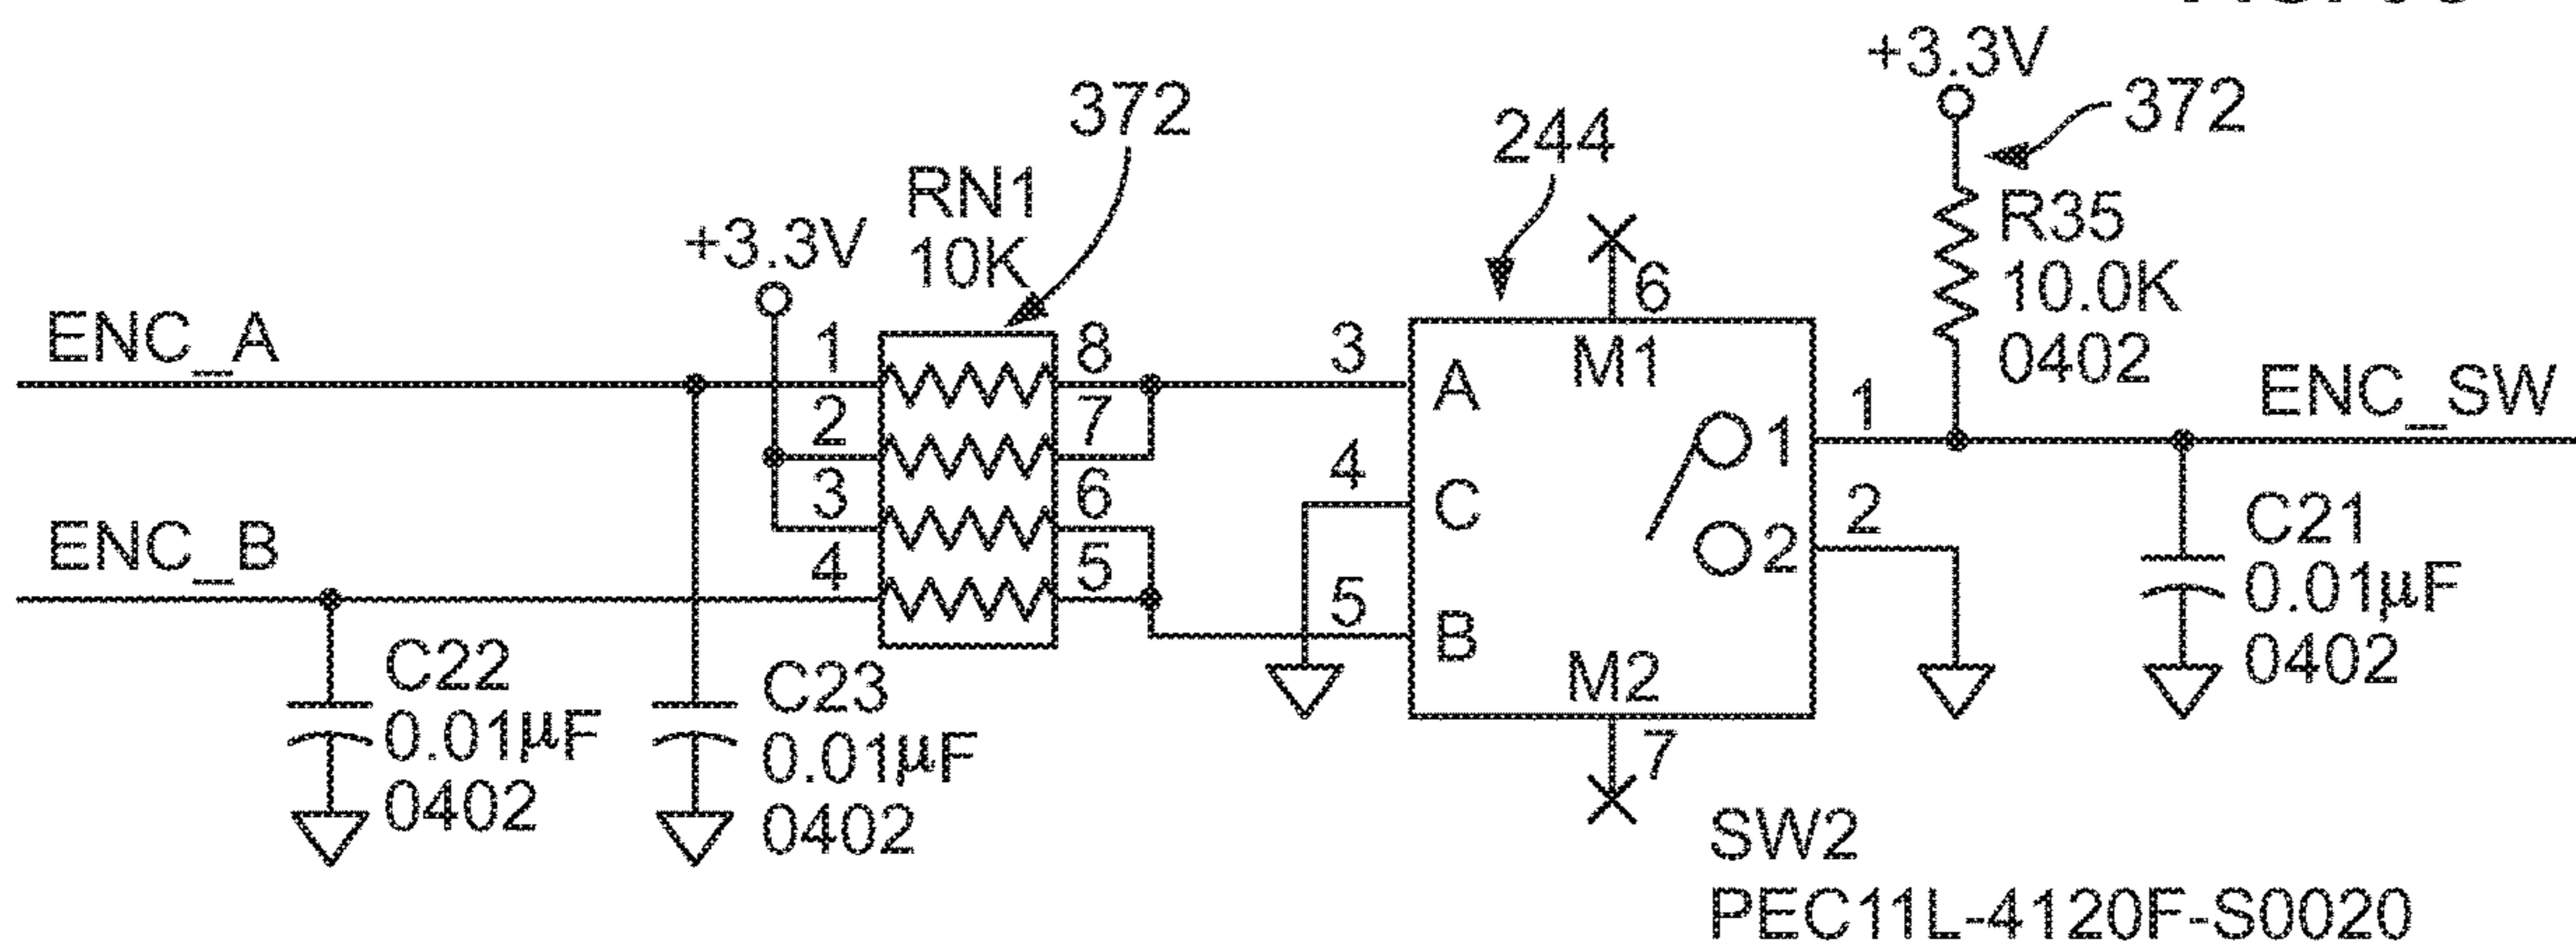 +3.3V
372
372
244
RN1
10K
+3.3V
R35
10.0K
0402
6
ENC_A
1
8
3
A
M1
1
1
ENC_SW
2
7
4
C
2
2
3
6
ENC_B
4
5
5
B
M2
C21
0.01µF
0402
C22
0.01µF
0402
C23
0.01µF
0402
7
SW2
PEC11L-4120F-S0020